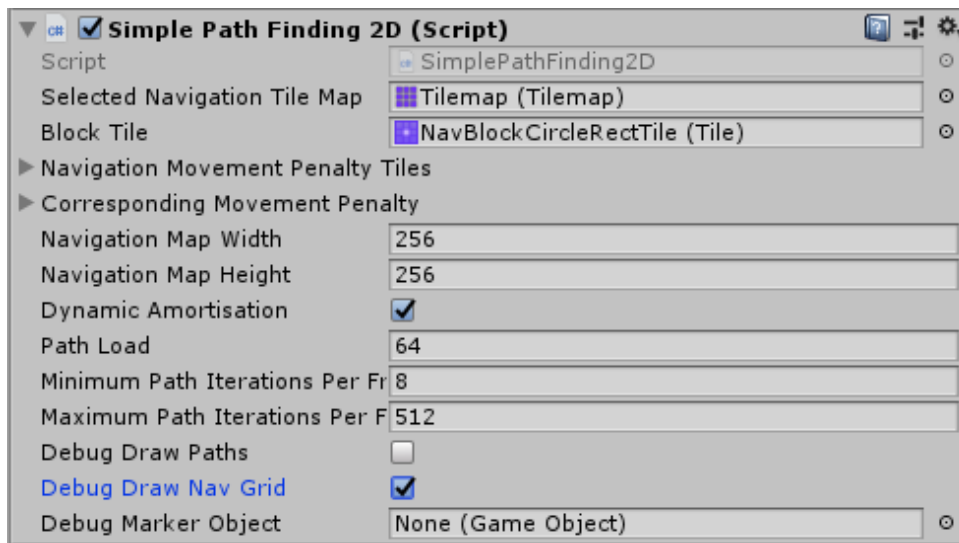 Simple Path Finding 2D (Script)
Script SimplePathFinding2D
Selected Navigation Tile Map Tilemap (Tilemap)
Block Tile NavBlockCircleRectTile (Tile)
Navigation Movement Penalty Tiles
Corresponding Movement Penalty
Navigation Map Width 256
Navigation Map Height 256
Dynamic Amortisation
Path Load 64
Minimum Path Iterations Per Fr 8
Maximum Path Iterations Per F 512
Debug Draw Paths
Debug Draw Nav Grid
Debug Marker Object None (Game Object)